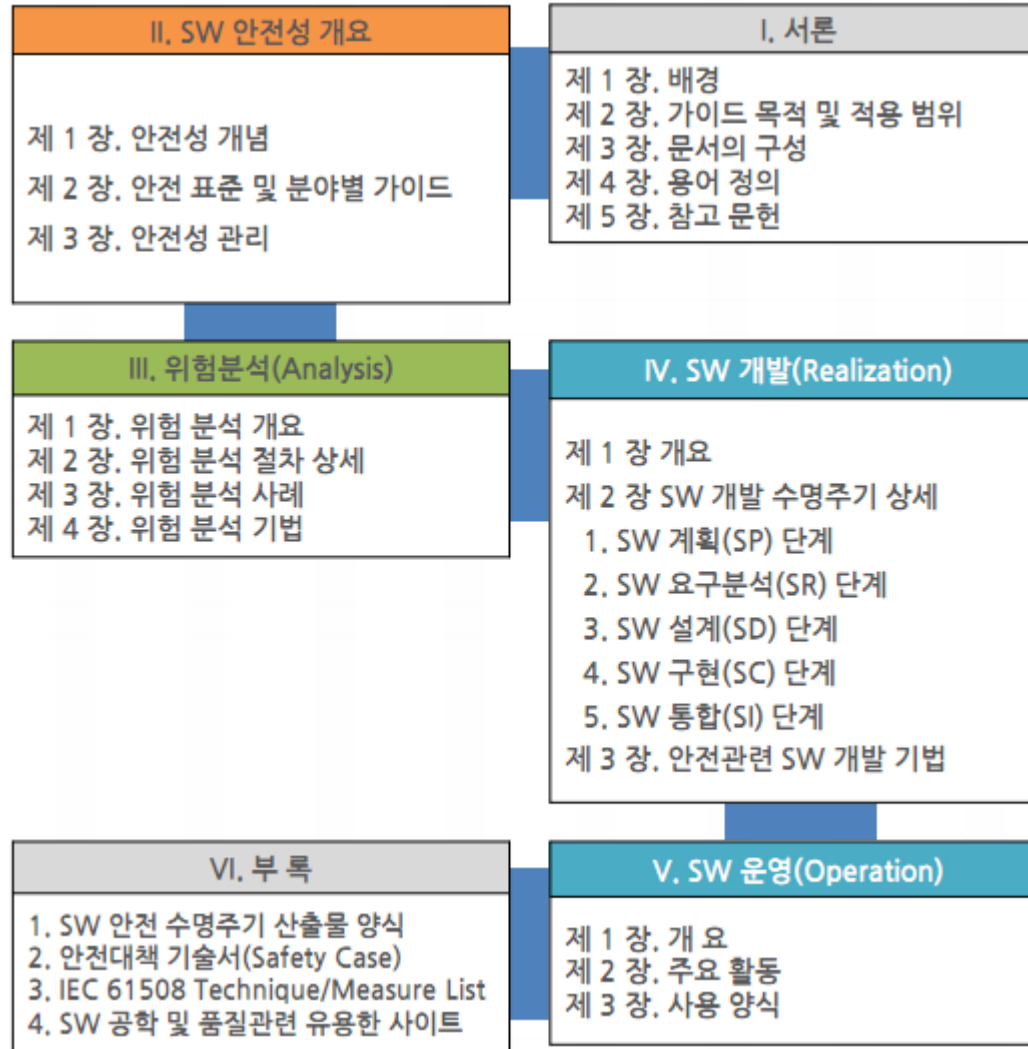 II. SW 안전성 개요
제 1 장. 안전성 개념
제 2 장. 안전 표준 및 분야별 가이드
제 3 장. 안전성 관리
I. 서론
제 1 장. 배경
제 2 장. 가이드 목적 및 적용 범위
제 3 장. 문서의 구성
제 4 장. 용어 정의
제 5 장. 참고 문헌
III. 위험분석(Analysis)
제 1 장. 위험 분석 개요
제 2 장. 위험 분석 절차 상세
제 3 장. 위험 분석 사례
제 4 장. 위험 분석 기법
IV. SW 개발(Realization)
제 1 장 개요
제 2 장 SW 개발 수명주기 상세
1. SW 계획(SP) 단계
2. SW 요구분석(SR) 단계
3. SW 설계(SD) 단계
4. SW 구현(SC) 단계
5. SW 통합(SI) 단계
제 3 장. 안전관련 SW 개발 기법
VI. 부 록
1. SW 안전 수명주기 산출물 양식
2. 안전대책 기술서(Safety Case)
3. IEC 61508 Technique/Measure List
4. SW 공학 및 품질관련 유용한 사이트
V. SW 운영(Operation)
제 1 장. 개 요
제 2 장. 주요 활동
제 3 장. 사용 양식